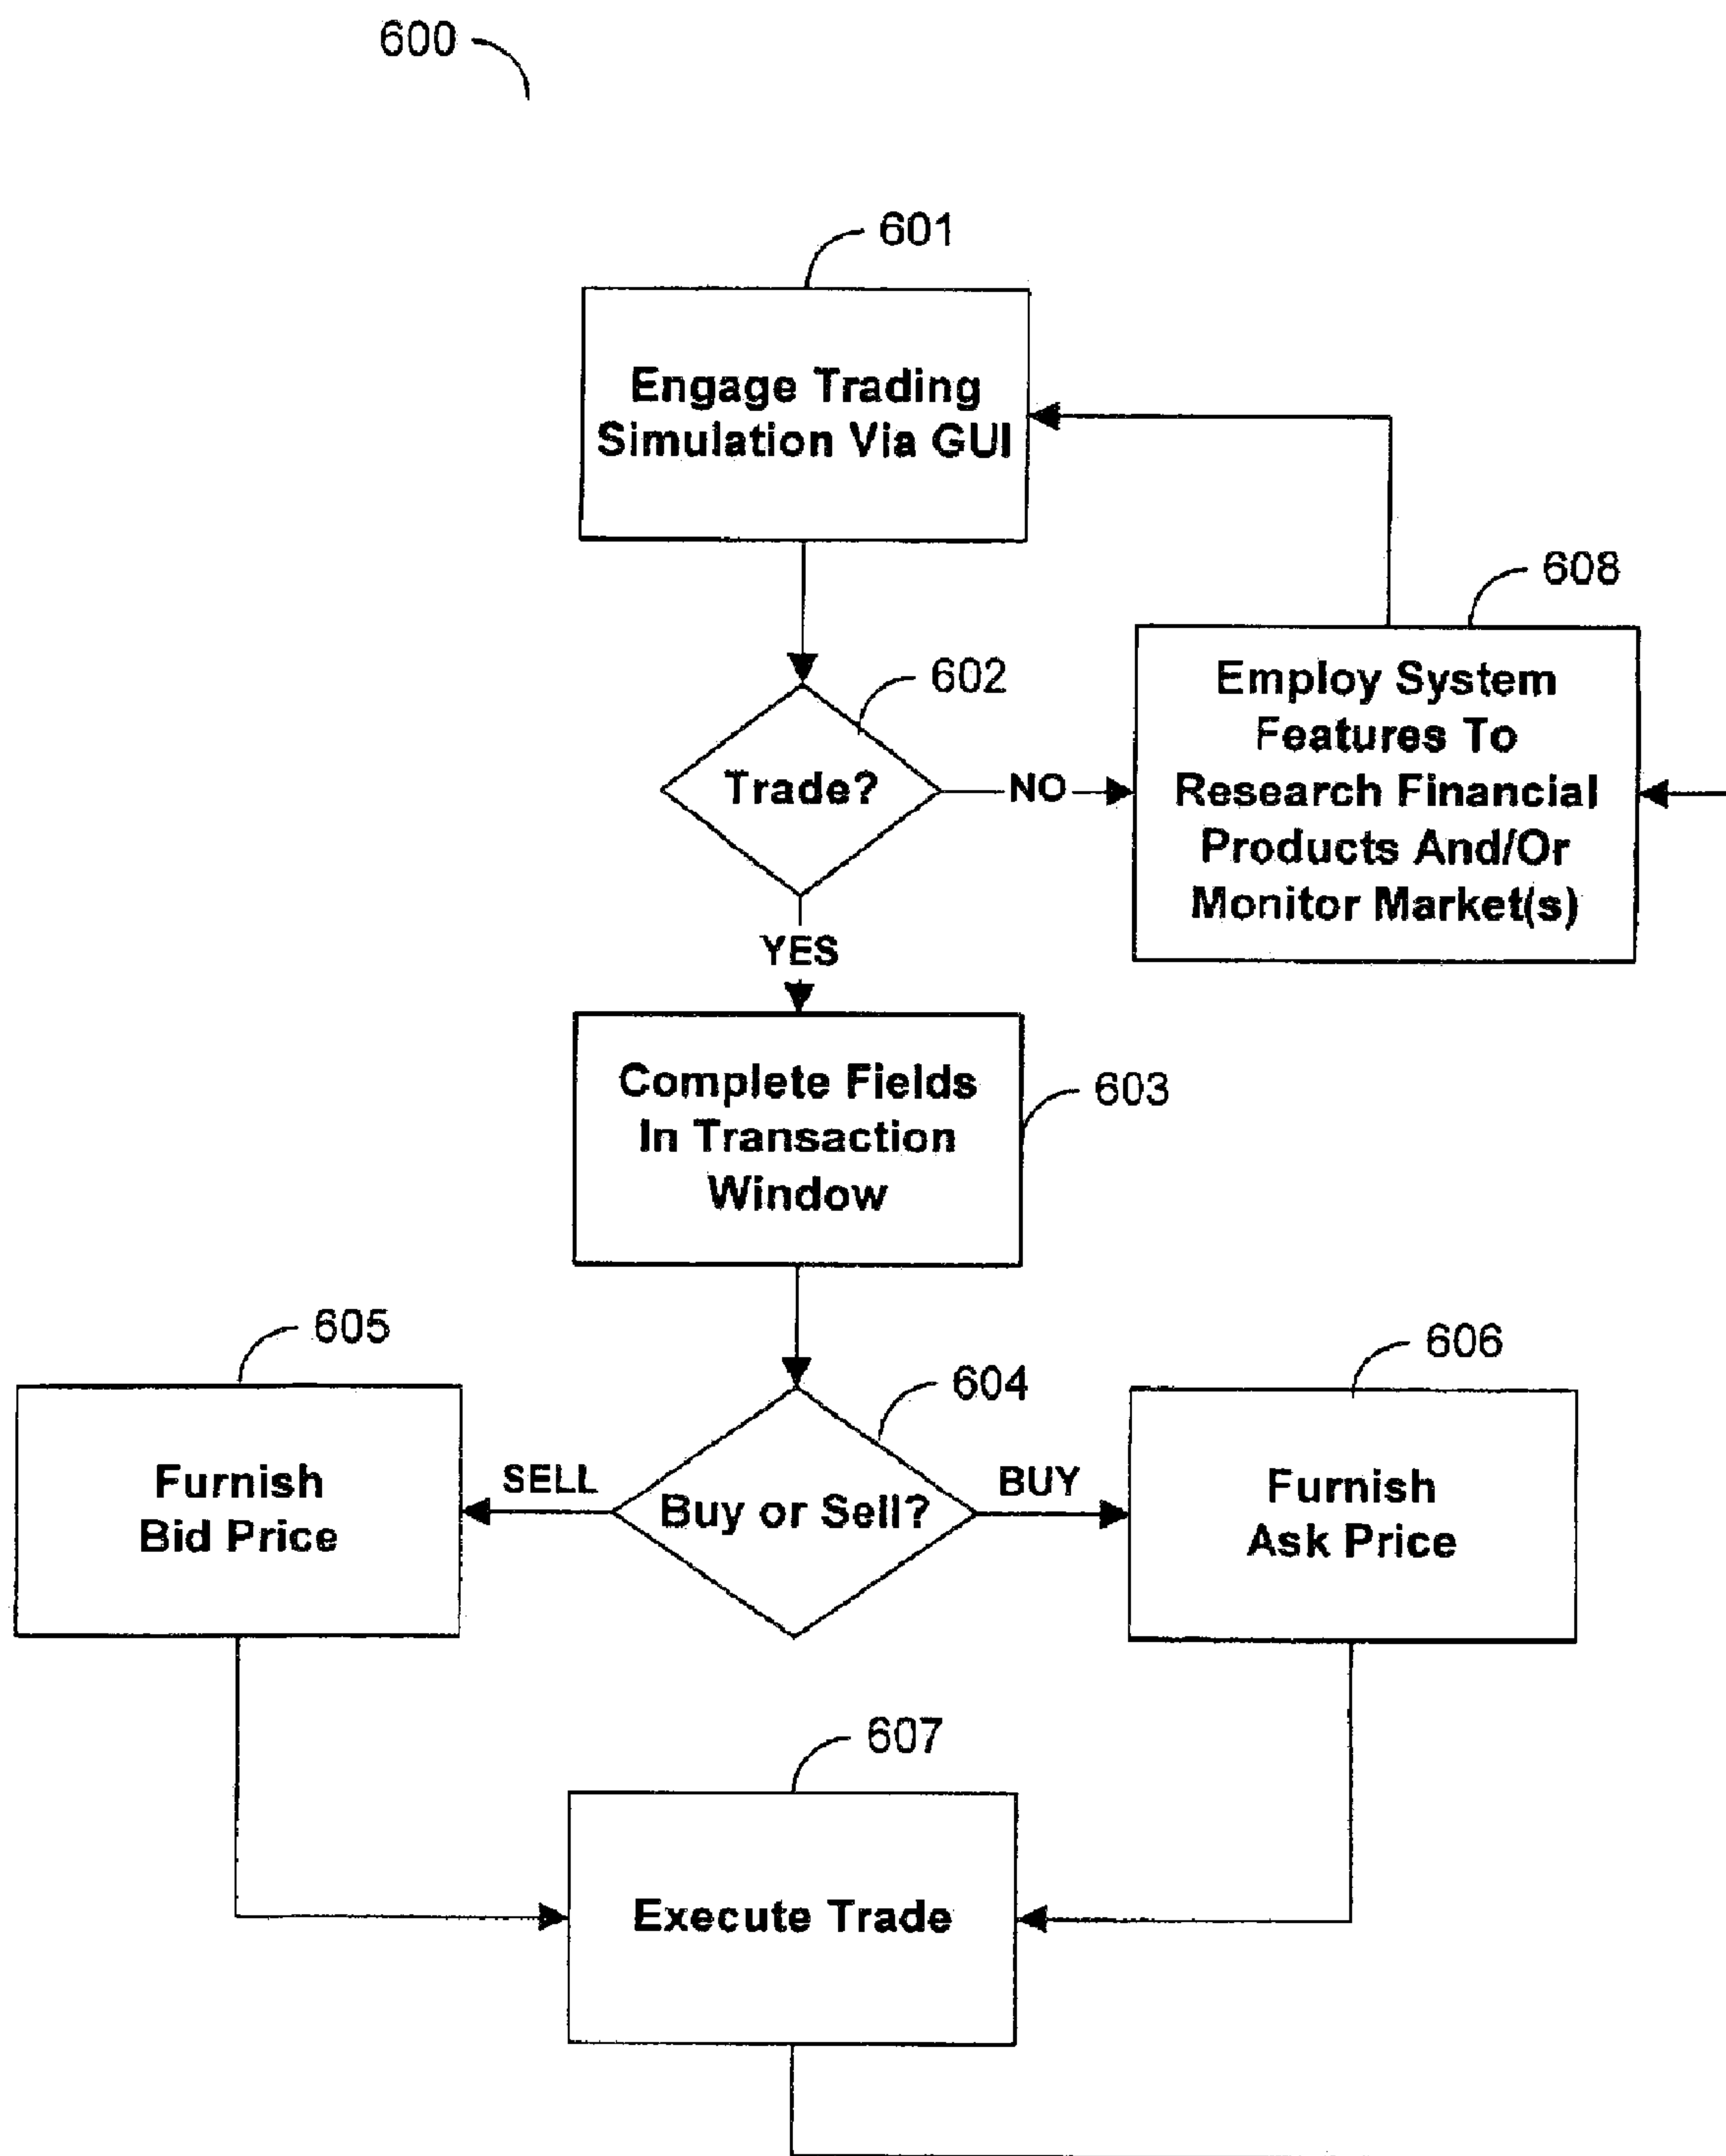 600
601
Engage Trading
Simulation Via GUI
608
Employ System
Features To
Research Financial
Products And/Or
Monitor Market(s)
602
Trade?
NO
YES
Complete Fields
In Transaction
Window
603
605
Furnish
Bid Price
604
SELL
Buy or Sell?
BUY
606
Furnish
Ask Price
607
Execute Trade